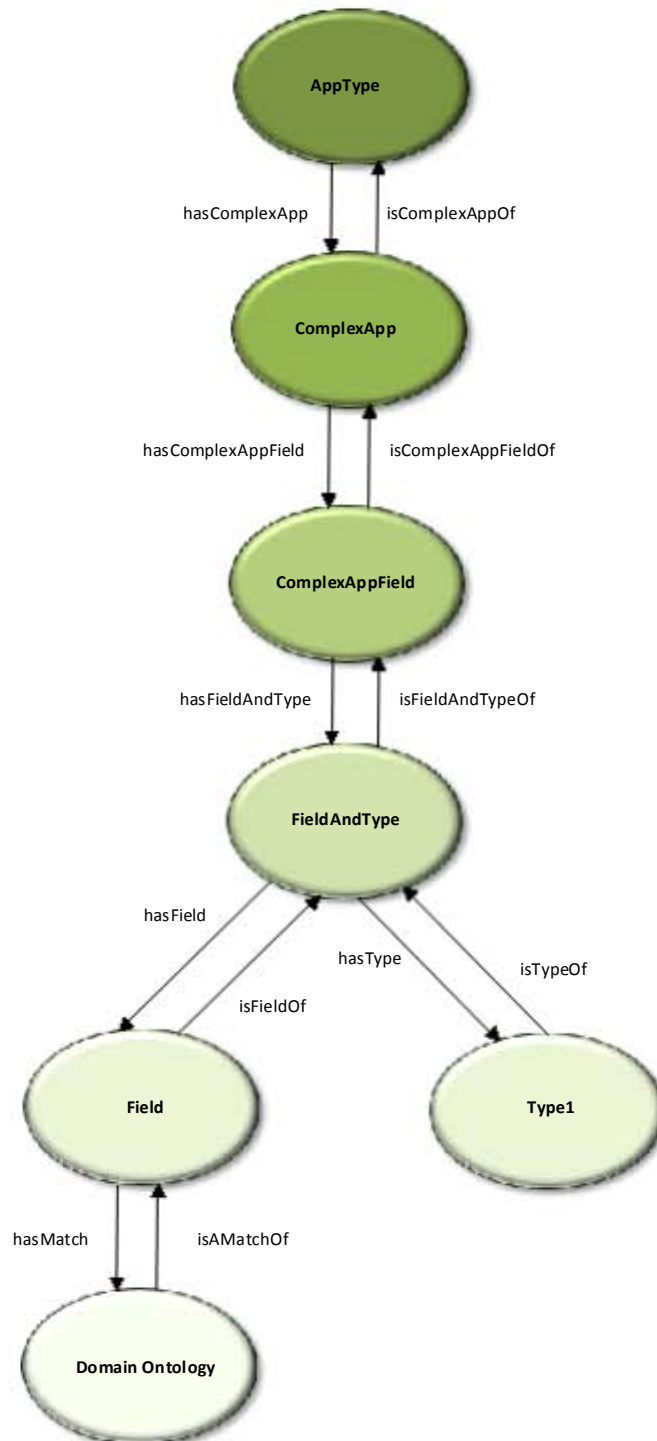 AppType
hasComplexApp
isComplexAppOf
ComplexApp
hasComplexAppField
isComplexAppFieldOf
ComplexAppField
hasFieldAndType
isFieldAndTypeOf
FieldAndType
hasField
hasType
isTypeOf
isFieldOf
Field
Type1
hasMatch
isAMatchOf
Domain Ontology